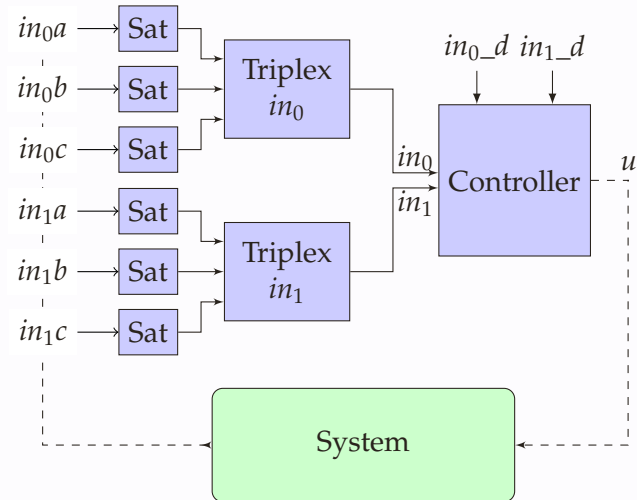 in₀a Sat
in₀b Sat
in₀c Sat
Triplex
in₀
in₁a Sat
in₁b Sat
in₁c Sat
Triplex
in₁
in₀_d in₁_d
in₀
in₁
Controller
u
System